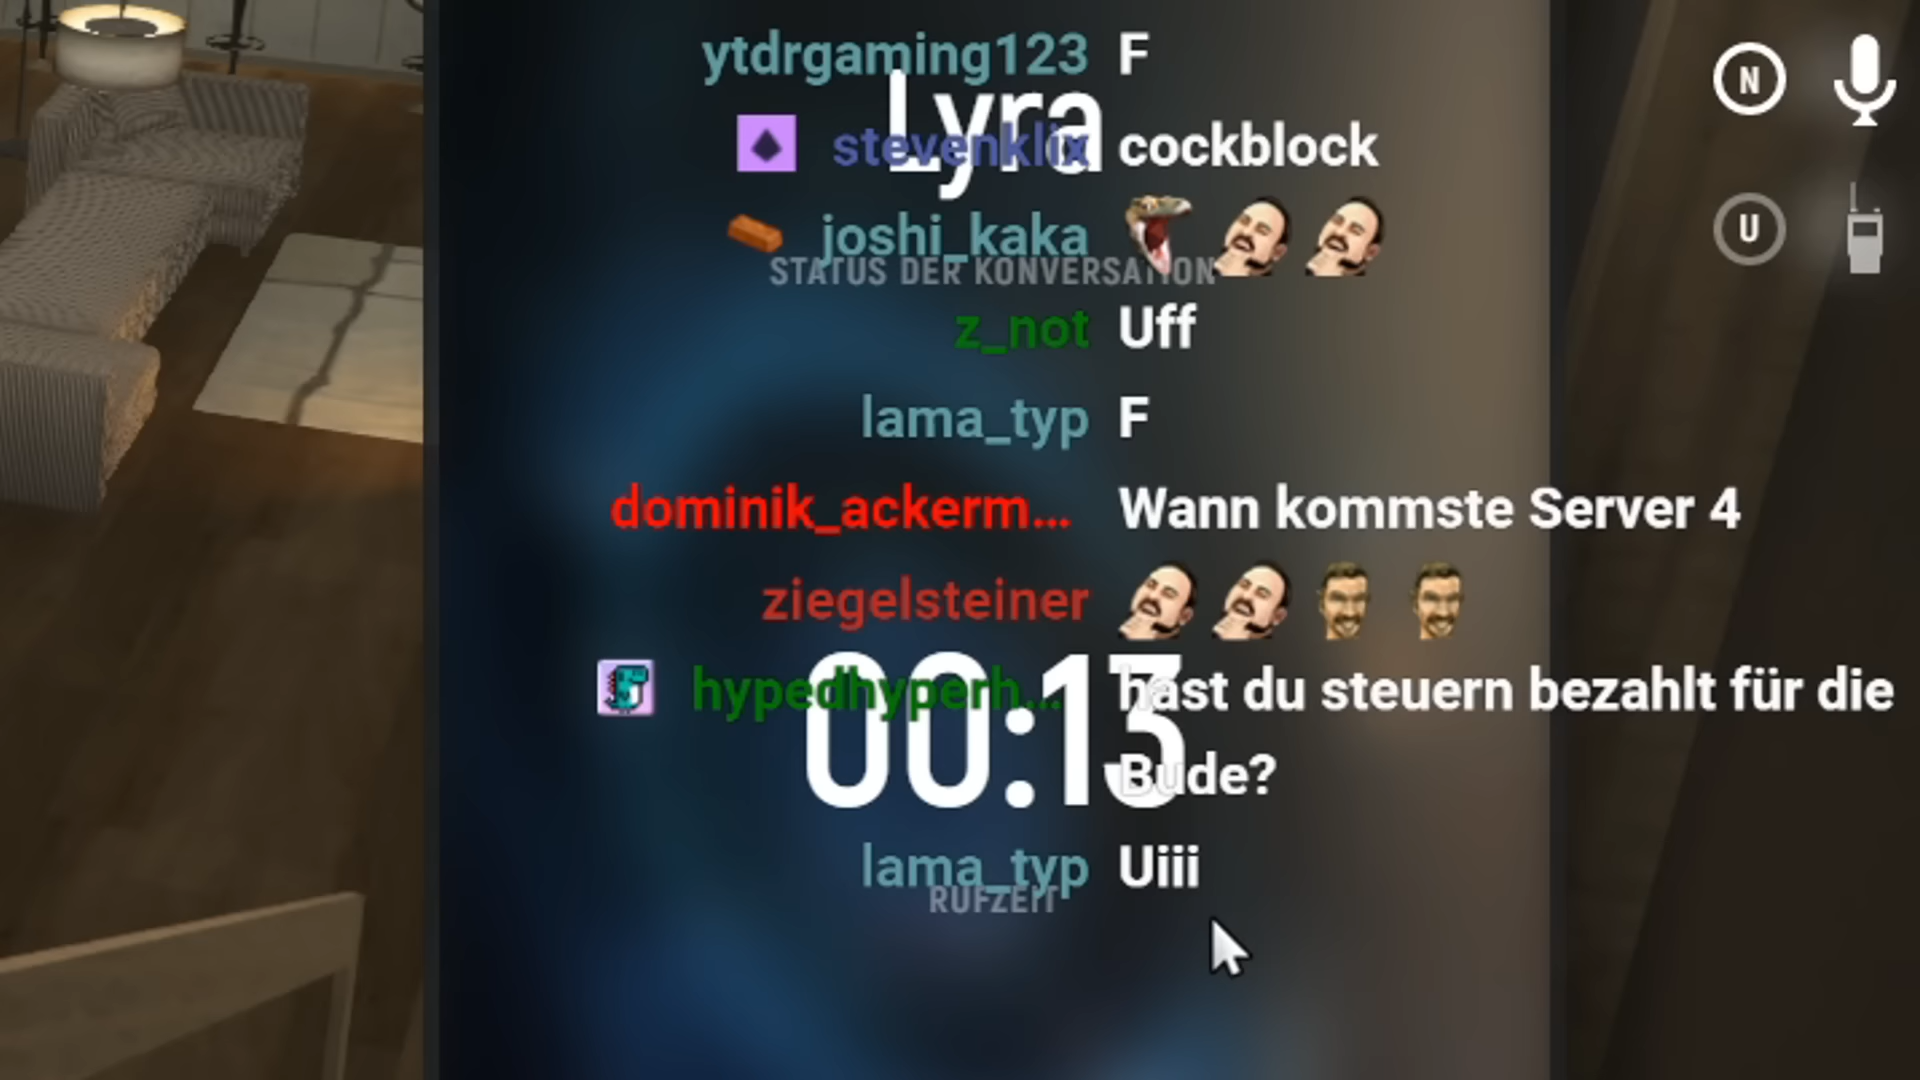 ytdrgaming123 F
N
Lyra
stevenklix cockblock
joshi_kaka
U
STATUS DER KONVERSATION
z_not Uff
lama_typ F
dominik_ackerm... Wann kommste Server 4
ziegelsteiner
hypedhyperh... hast du steuern bezahlt für die
00:13
Bude?
lama_typ Uiii
RUFZEIT